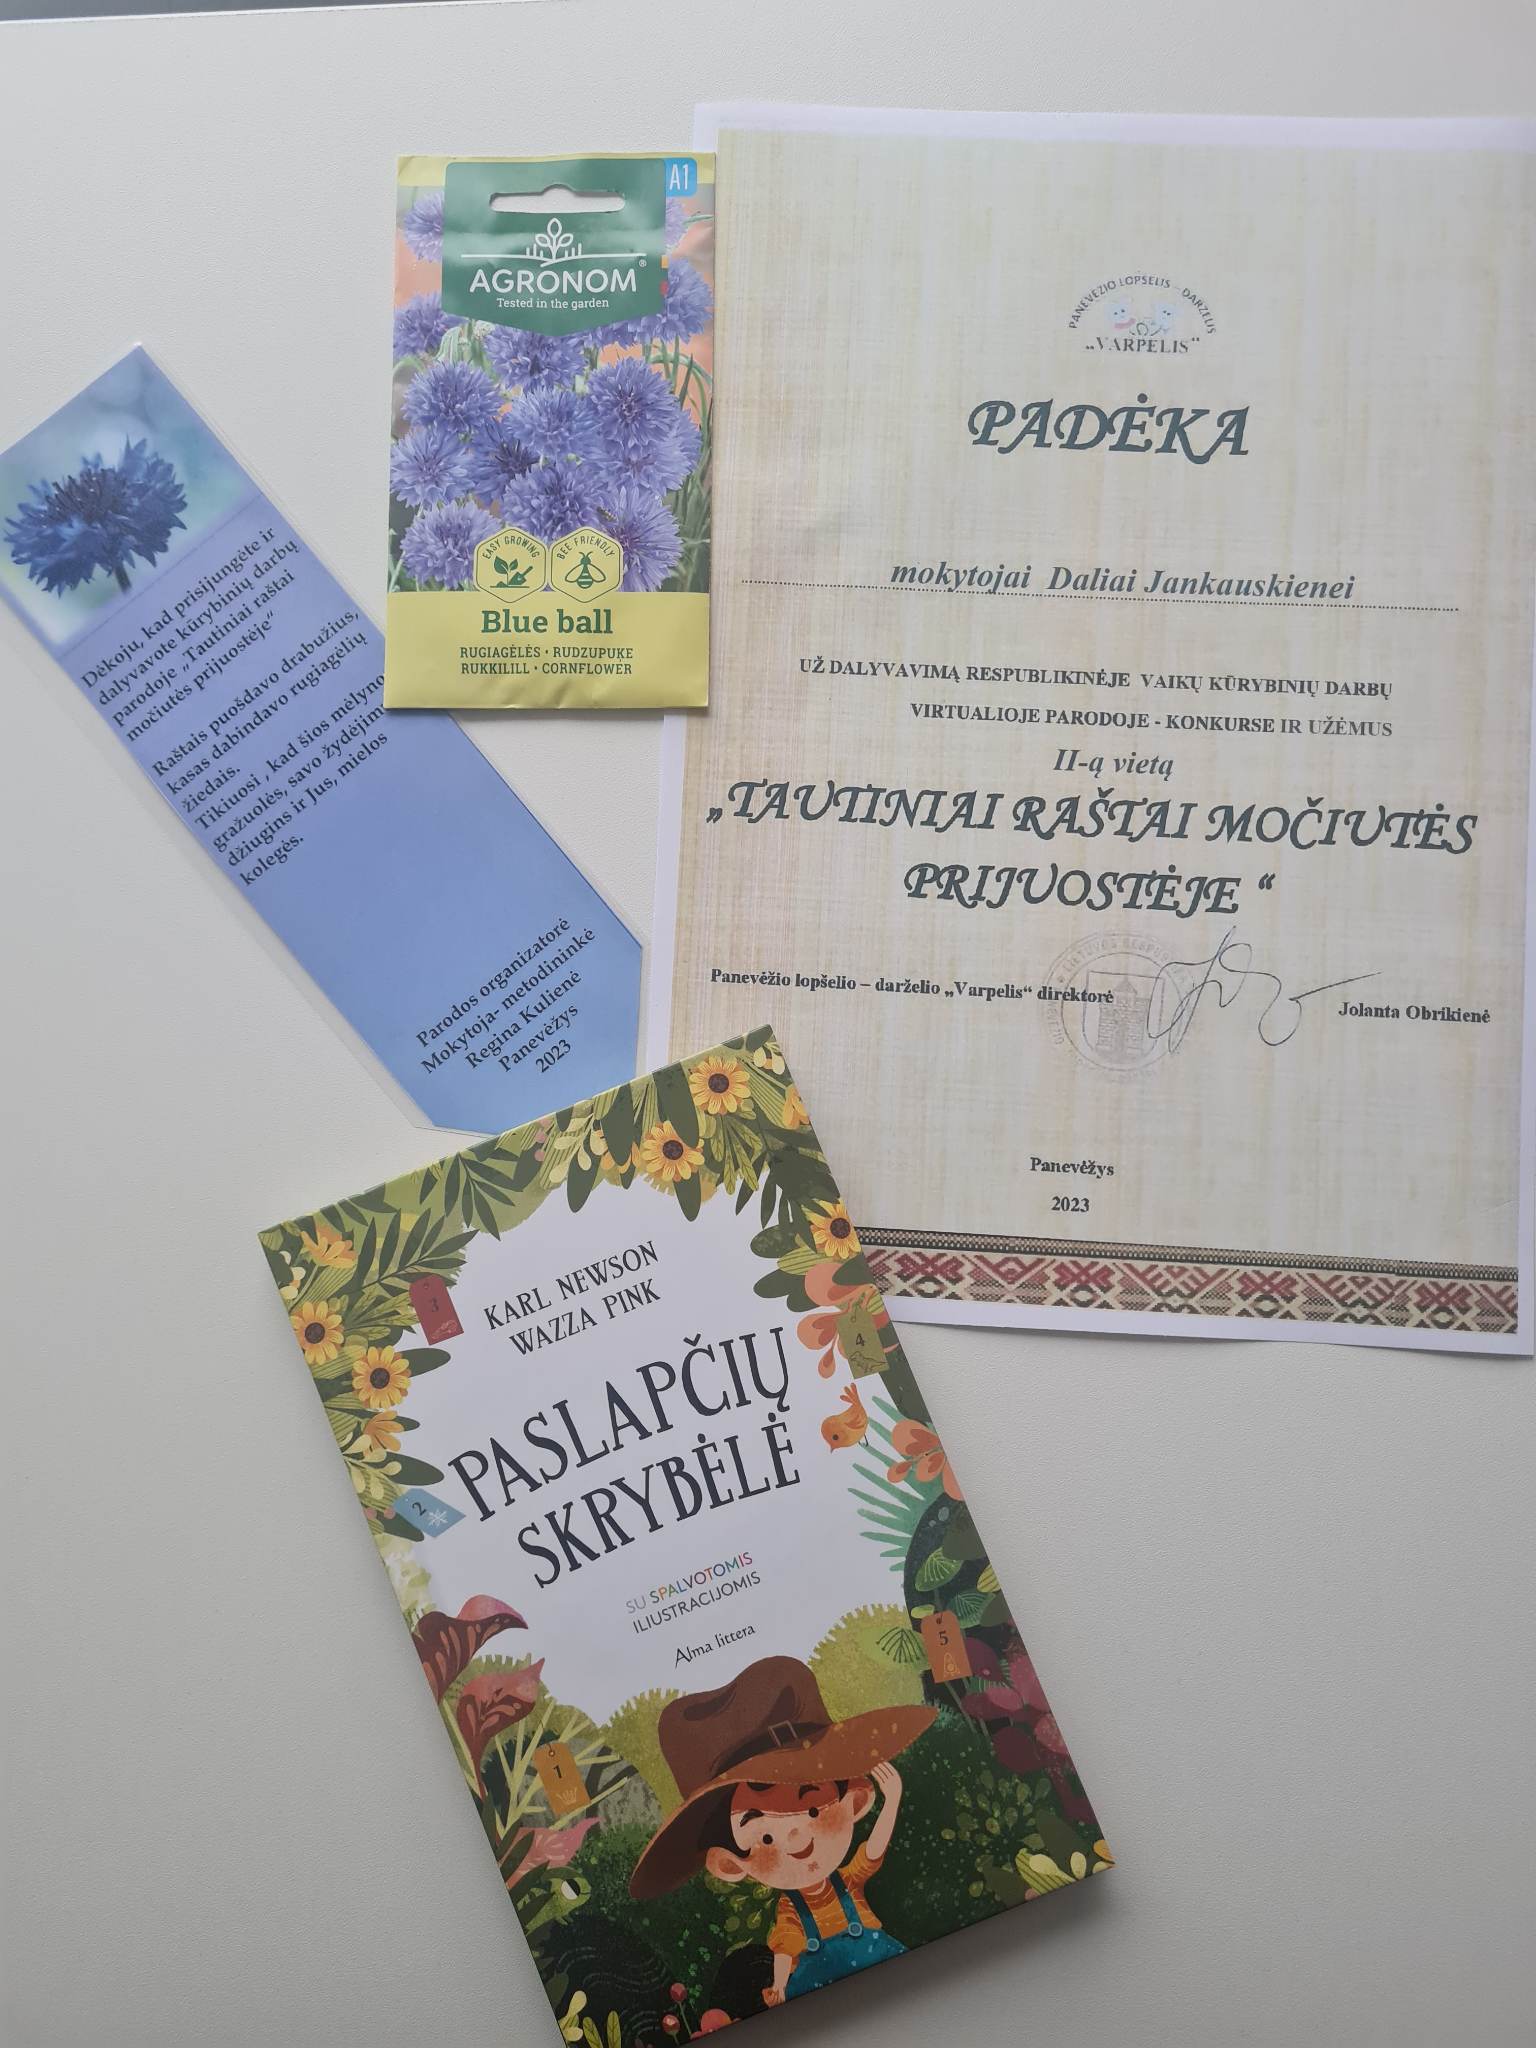 A1
AGRONOM®
Tested in the garden
EASY GROWING
BEE FRIENDLY
Blue ball
RUGIAGĖLĖS • RUDZUPUĶE
RUKKILILL • CORNFLOWER
Dėkoju, kad prisijungėte ir
dalyvavote kūrybinių darbų
parodoje „Tautiniai raštai
močiutės prijuostėje“
Raštais puošdavo drabužius,
kasas dabindavo rugiagėlių
žiedais.
Tikiuosi , kad šios mėlyno
gražuolės, savo žydėjim
džiugins ir Jus, mielos
kolegės.
Parodos organizatorė
Mokytoja- metodininkė
Regina Kulienė
Panevėžys
2023
PANEVĖŽIO LOPŠELIS - DARŽELIS
„VARPELIS“
PADĖKA
mokytojai Daliai Jankauskienei
UŽ DALYVAVIMĄ RESPUBLIKINĖJE VAIKŲ KŪRYBINIŲ DARBŲ
VIRTUALIOJE PARODOJE - KONKURSE IR UŽĖMUS
II-ą vietą
„TAUTINIAI RAŠTAI MOČIUTĖS
PRIJUOSTĖJE “
Panevėžio lopšelio – darželio „Varpelis“ direktorė
Jolanta Obrikienė
Panevėžys
2023
KARL NEWSON
WAZZA PINK
PASLAPČIŲ
SKRYBĖLĖ
SU SPALVOTOMIS
ILIUSTRACIJOMIS
Alma littera
3
4
2
5
1